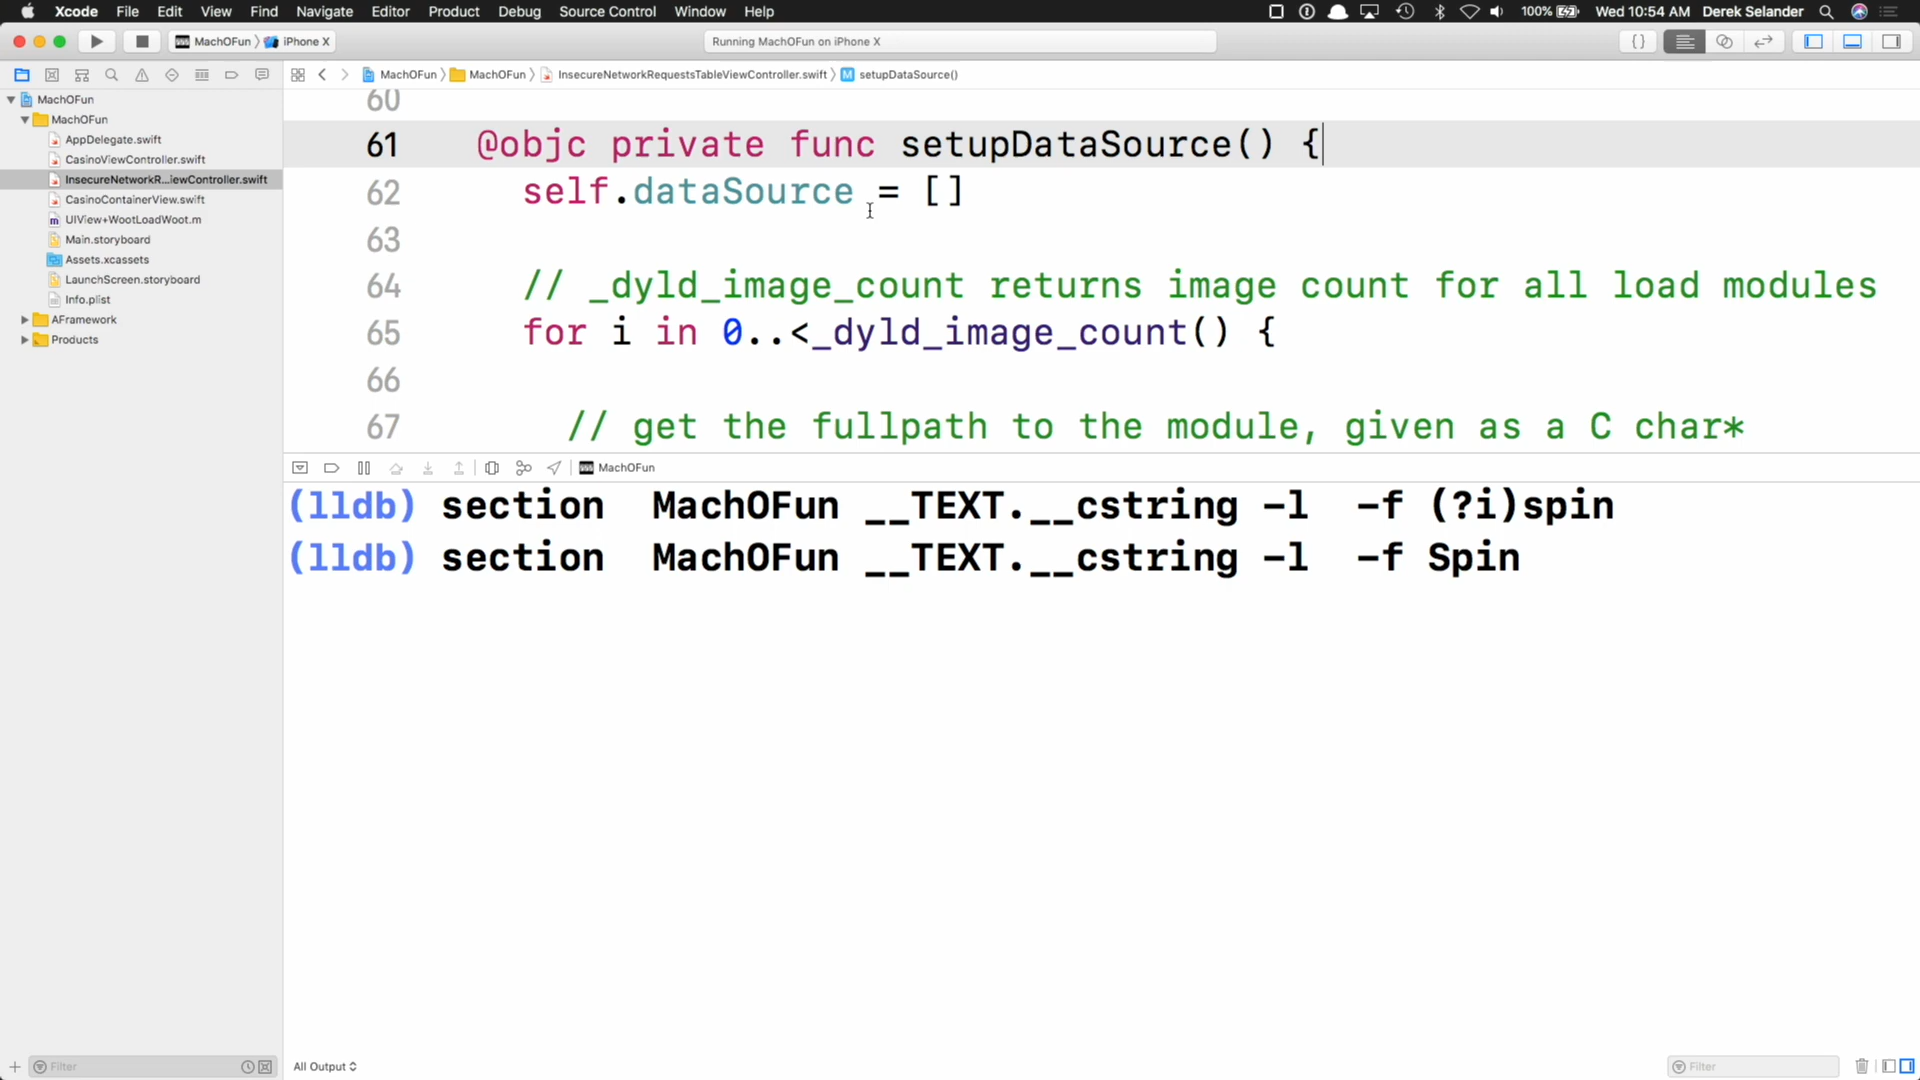 Xcode File Edit View Find Navigate Editor Product Debug Source Control Window Help 100% Wed 10:54 AM Derek Selander
MachOFun iPhone X
Running MachOFun on iPhone X
MachOFun MachOFun InsecureNetworkRequestsTableViewController.swift M setupDataSource()
MachOFun
MachOFun
AppDelegate.swift
CasinoViewController.swift
InsecureNetworkR...iewController.swift
CasinoContainerView.swift
UIView+WootLoadWoot.m
Main.storyboard
Assets.xcassets
LaunchScreen.storyboard
Info.plist
AFramework
Products
60
61 @objc private func setupDataSource() {
62 self.dataSource = []
63
64 // _dyld_image_count returns image count for all load modules
65 for i in 0..<_dyld_image_count() {
66
67 // get the fullpath to the module, given as a C char*
MachOFun
(lldb) section  MachOFun __TEXT.__cstring -l  -f (?i)spin
(lldb) section  MachOFun __TEXT.__cstring -l  -f Spin
Filter
All Output
Filter